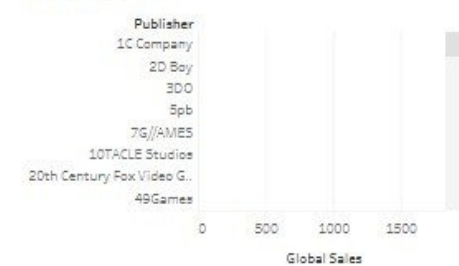 Publisher
1C Company
2D Boy
3DO
5pb
7G//AMES
10TACLE Studios
20th Century Fox Video G..
49Games
0 500 1000 1500
Global Sales